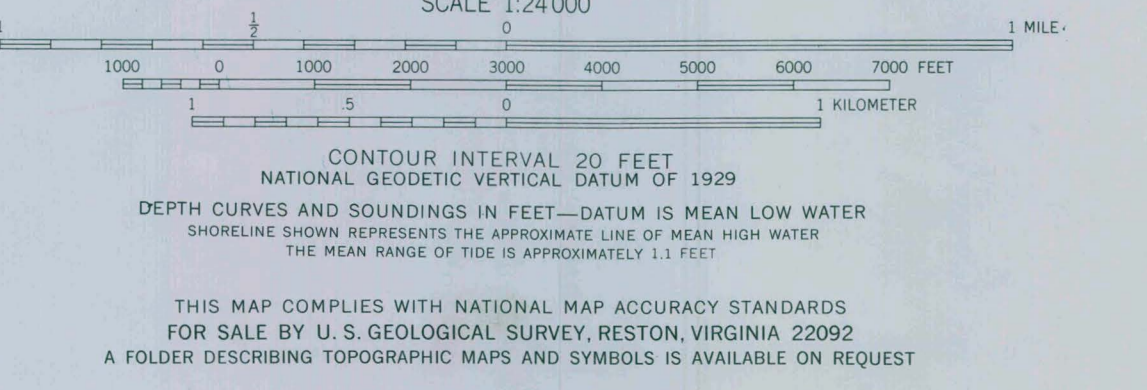 SCALE 1:24000
1 1/2 0 1 MILE
1000 0 1000 2000 3000 4000 5000 6000 7000 FEET
1 .5 0 1 KILOMETER
CONTOUR INTERVAL 20 FEET
NATIONAL GEODETIC VERTICAL DATUM OF 1929
DEPTH CURVES AND SOUNDINGS IN FEET—DATUM IS MEAN LOW WATER
SHORELINE SHOWN REPRESENTS THE APPROXIMATE LINE OF MEAN HIGH WATER
THE MEAN RANGE OF TIDE IS APPROXIMATELY 1.1 FEET
THIS MAP COMPLIES WITH NATIONAL MAP ACCURACY STANDARDS
FOR SALE BY U. S. GEOLOGICAL SURVEY, RESTON, VIRGINIA 22092
A FOLDER DESCRIBING TOPOGRAPHIC MAPS AND SYMBOLS IS AVAILABLE ON REQUEST